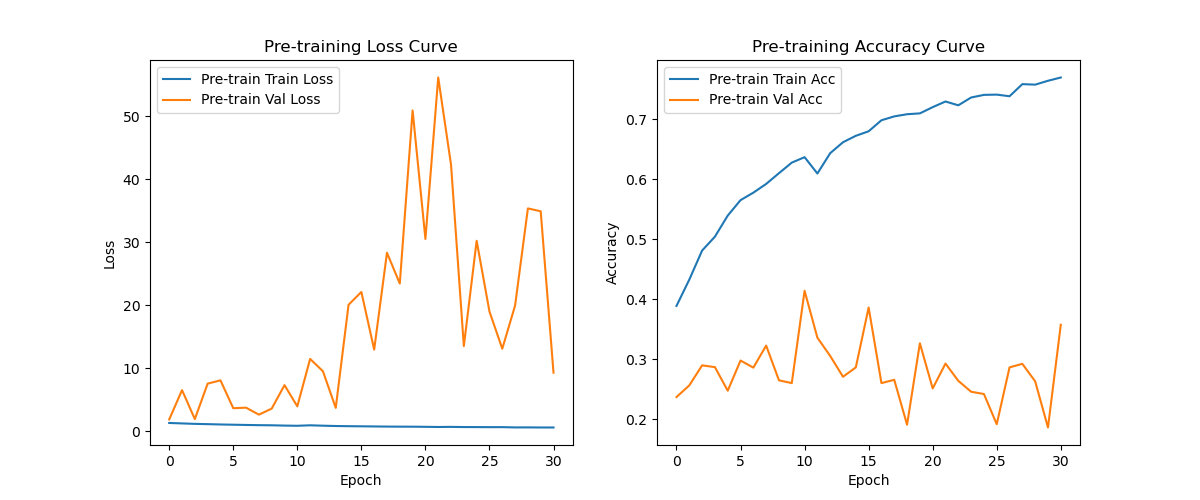 Pre-training Loss Curve
Pre-train Train Loss
Pre-train Val Loss
Loss
50
40
30
20
10
0
0 5 10 15 20 25 30
Epoch
Pre-training Accuracy Curve
Pre-train Train Acc
Pre-train Val Acc
Accuracy
0.7
0.6
0.5
0.4
0.3
0.2
0 5 10 15 20 25 30
Epoch